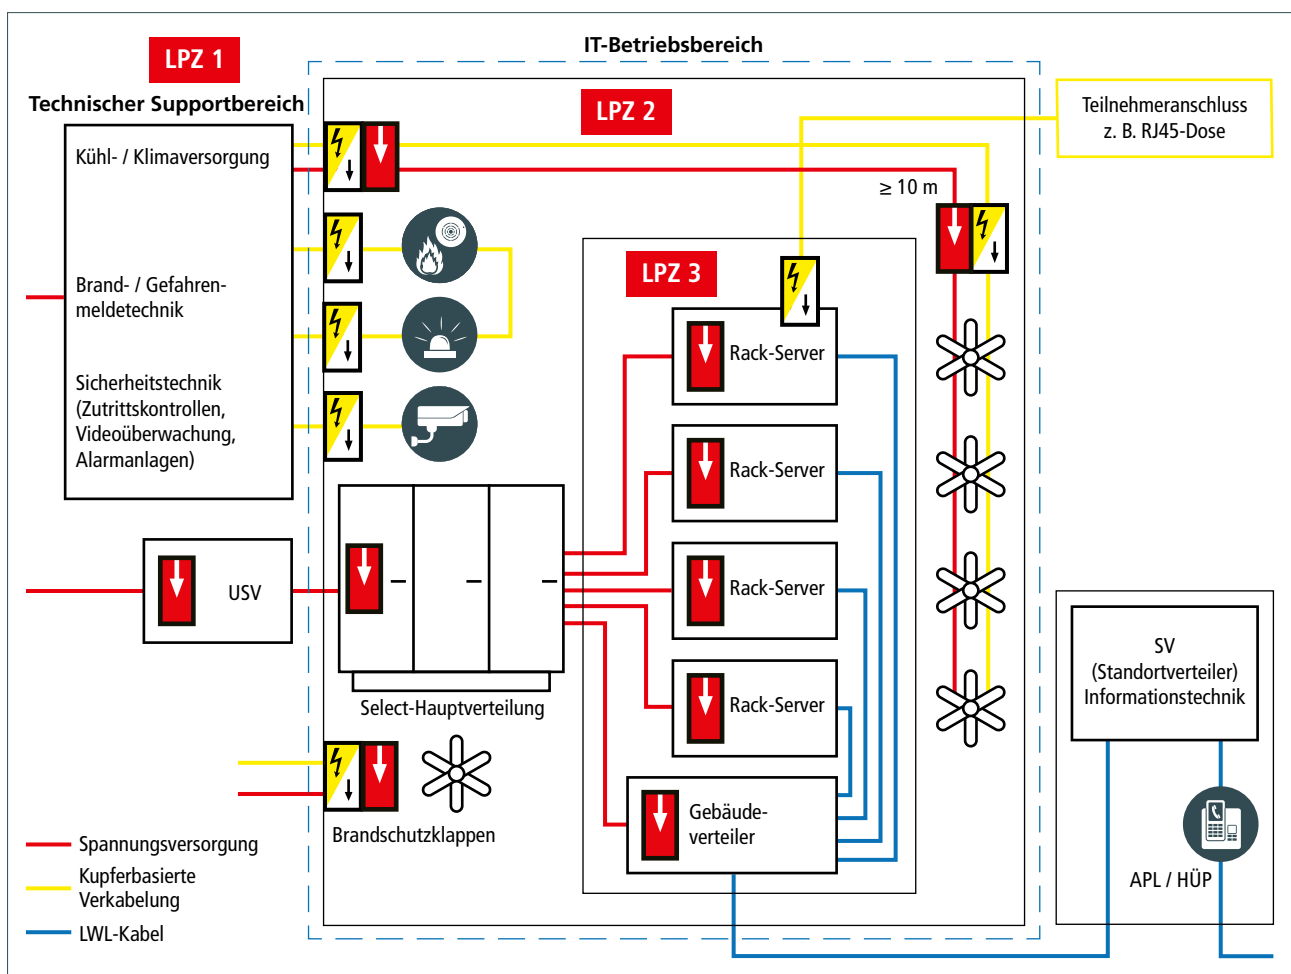 IT-Betriebsbereich
LPZ 1
Technischer Supportbereich
LPZ 2
Teilnehmeranschluss
z. B. RJ45-Dose
Kühl- / Klimaversorgung
≥ 10 m
LPZ 3
Brand- / Gefahren-
meldetechnik
Rack-Server
Sicherheitstechnik
(Zutrittskontrollen,
Videoüberwachung,
Alarmanlagen)
Rack-Server
USV
Rack-Server
SV
(Standortverteiler)
Informationstechnik
Select-Hauptverteilung
Rack-Server
Gebäude-
verteiler
Brandschutzklappen
APL / HÜP
Spannungsversorgung
Kupferbasierte
Verkabelung
LWL-Kabel